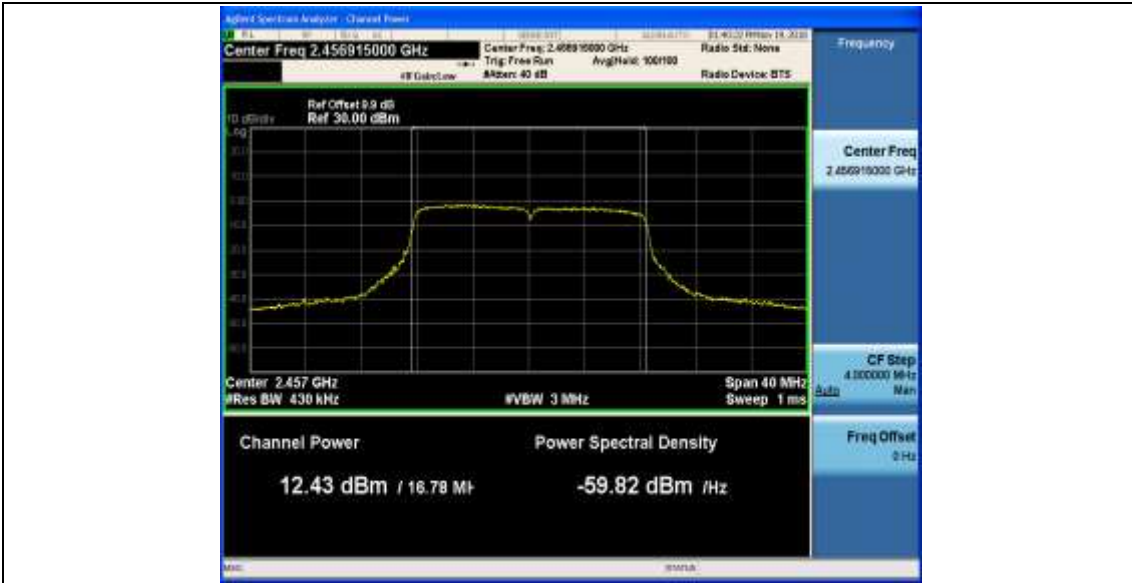 Agilent Spectrum Analyzer - Channel Power
Center Freq 2.456915000 GHz
Center Freq: 2.456915000 GHz
Radio Std: None
Trig: Free Run Avg|Hold: 100/100
#IFGain:Low
#Atten: 40 dB
Radio Device: BTS
Frequency
Ref Offset 9.9 dB
10 dB/div Ref 30.00 dBm
Log
Center Freq
2.456915000 GHz
Center 2.457 GHz
Span 40 MHz
#Res BW 430 kHz
#VBW 3 MHz
Sweep 1 ms
CF Step
4.000000 MHz
Auto Man
Channel Power
Power Spectral Density
Freq Offset
0 Hz
12.43 dBm / 16.78 MH
-59.82 dBm /Hz
MSG
STATUS